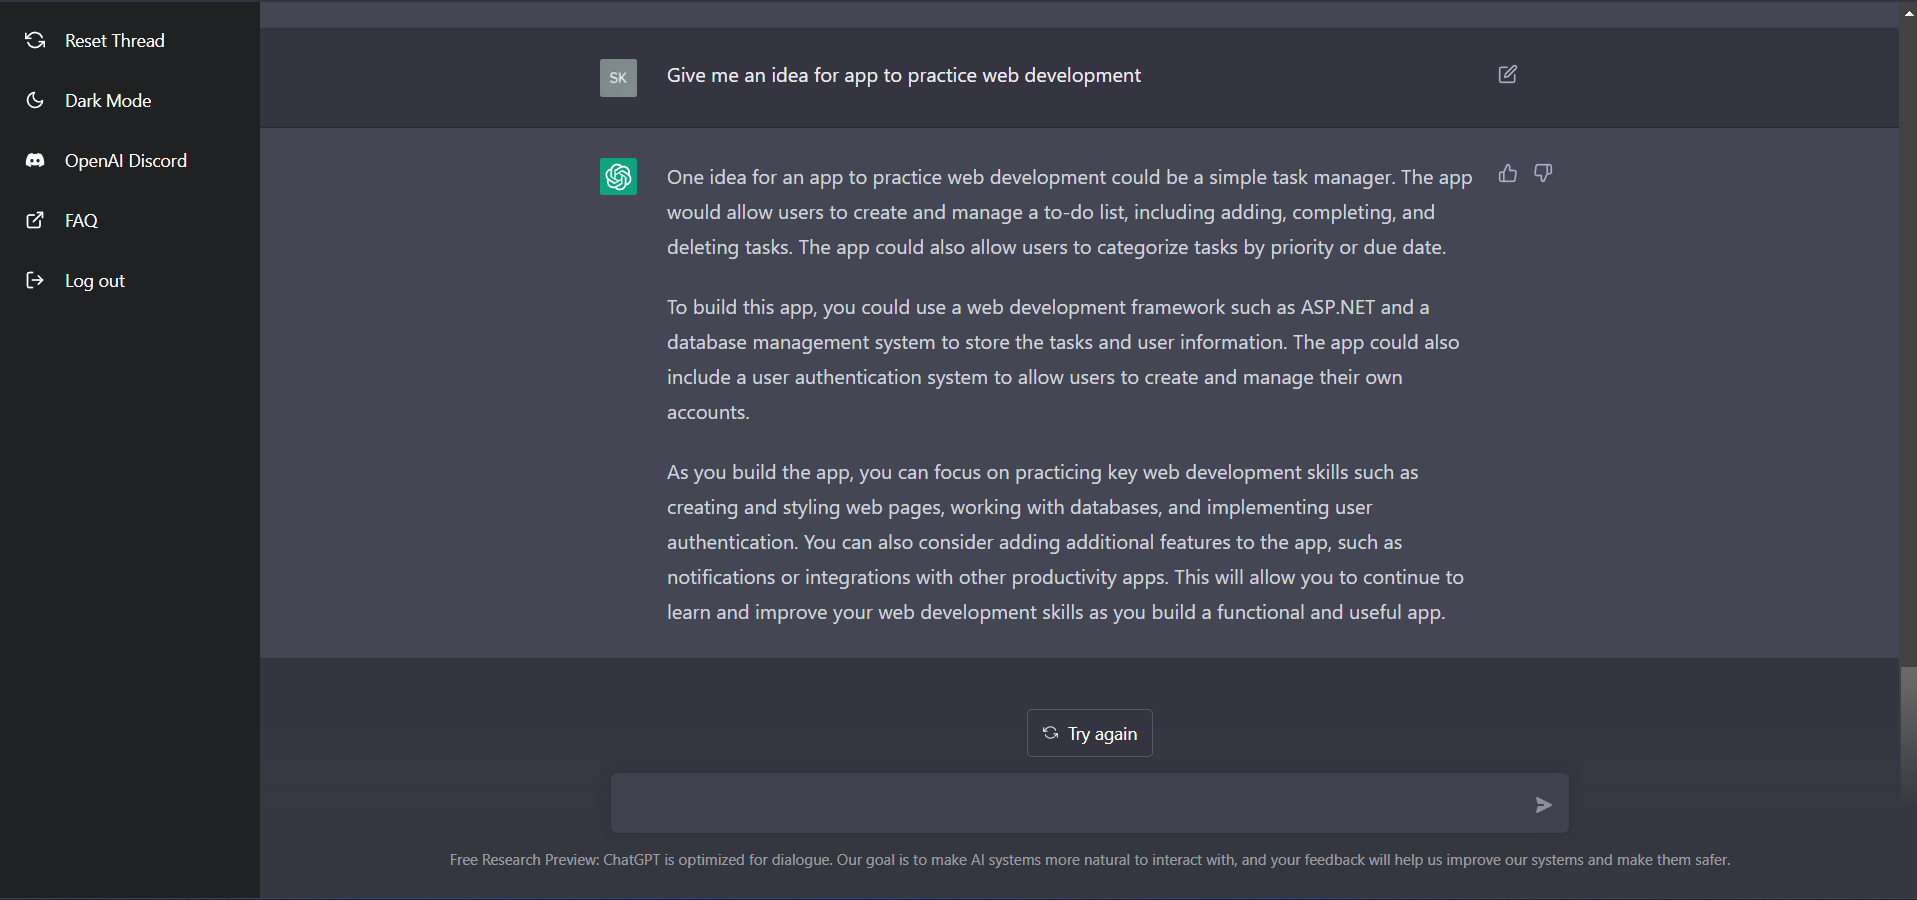 Reset Thread
Dark Mode
OpenAI Discord
FAQ
Log out
SK
Give me an idea for app to practice web development
One idea for an app to practice web development could be a simple task manager. The app
would allow users to create and manage a to-do list, including adding, completing, and
deleting tasks. The app could also allow users to categorize tasks by priority or due date.
To build this app, you could use a web development framework such as ASP.NET and a
database management system to store the tasks and user information. The app could also
include a user authentication system to allow users to create and manage their own
accounts.
As you build the app, you can focus on practicing key web development skills such as
creating and styling web pages, working with databases, and implementing user
authentication. You can also consider adding additional features to the app, such as
notifications or integrations with other productivity apps. This will allow you to continue to
learn and improve your web development skills as you build a functional and useful app.
Try again
Free Research Preview: ChatGPT is optimized for dialogue. Our goal is to make AI systems more natural to interact with, and your feedback will help us improve our systems and make them safer.